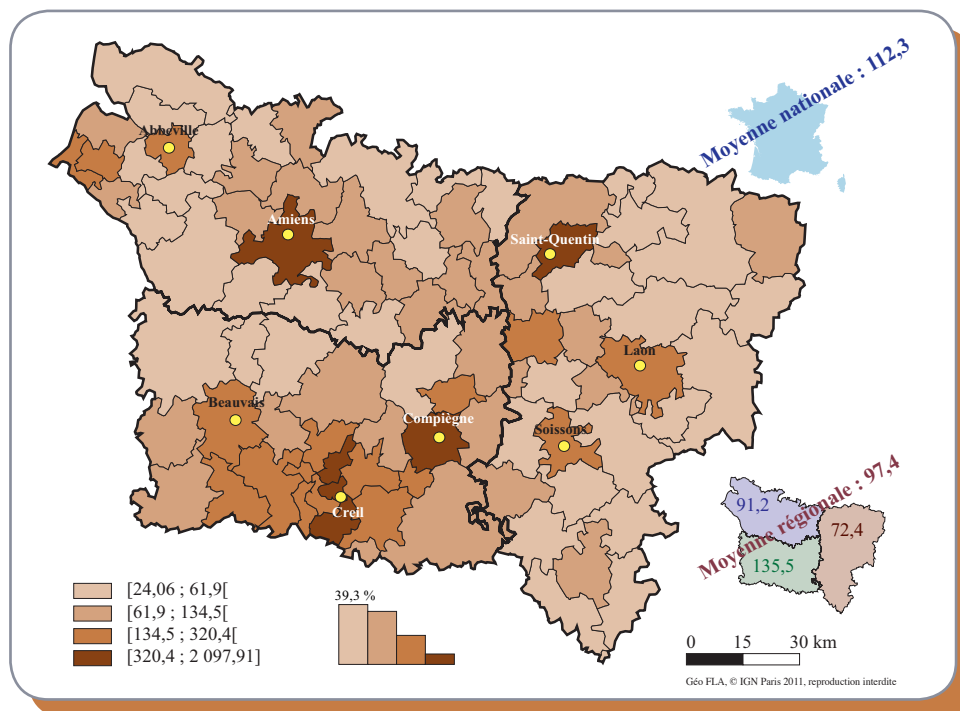 Moyenne nationale : 112,3
Abbeville
Amiens
Saint-Quentin
Laon
Beauvais
Compiègne
Soissons
Creil
Moyenne régionale : 97,4
91,2
72,4
135,5
[24,06 ; 61,9[
[61,9 ; 134,5[
[134,5 ; 320,4[
[320,4 ; 2 097,91]
39,3 %
0 15 30 km
Géo FLA, © IGN Paris 2011, reproduction interdite